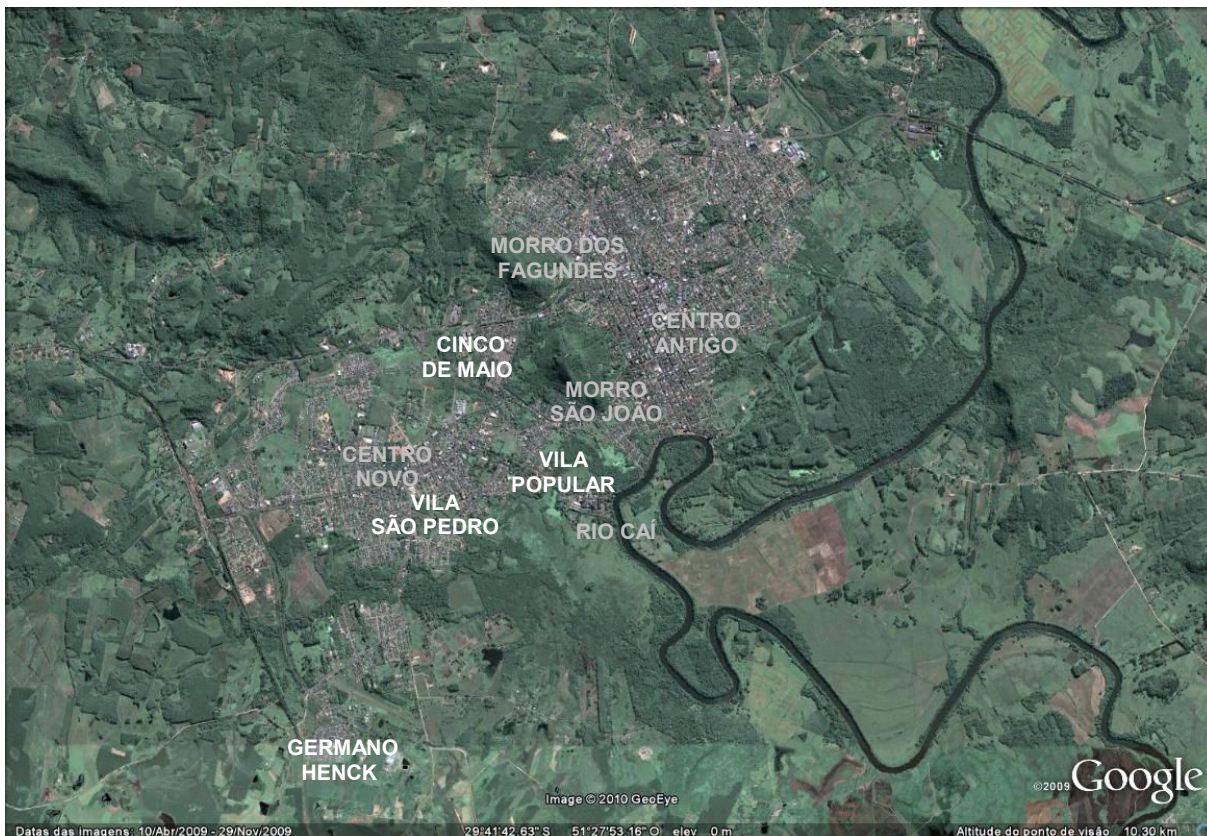 MORRO DOS
FAGUNDES
CENTRO
ANTIGO
CINCO
DE MAIO
MORRO
SÃO JOÃO
CENTRO
NOVO
VILA
POPULAR
VILA
SÃO PEDRO
RIO CAÍ
GERMANO
HENCK
©2009 Google
Image © 2010 GeoEye
Datas das imagens: 10/Abr/2009 - 29/Nov/2009
29°41'42.63" S 51°27'53.16" O elev 0 m
Altitude do ponto de visão 10.30 km